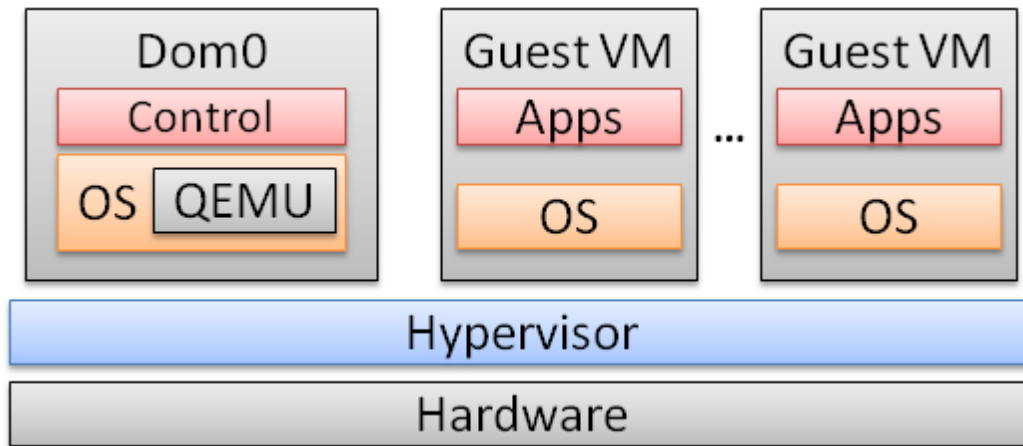 Dom0
Control
OS
QEMU
Guest VM
Apps
OS
...
Guest VM
Apps
OS
Hypervisor
Hardware